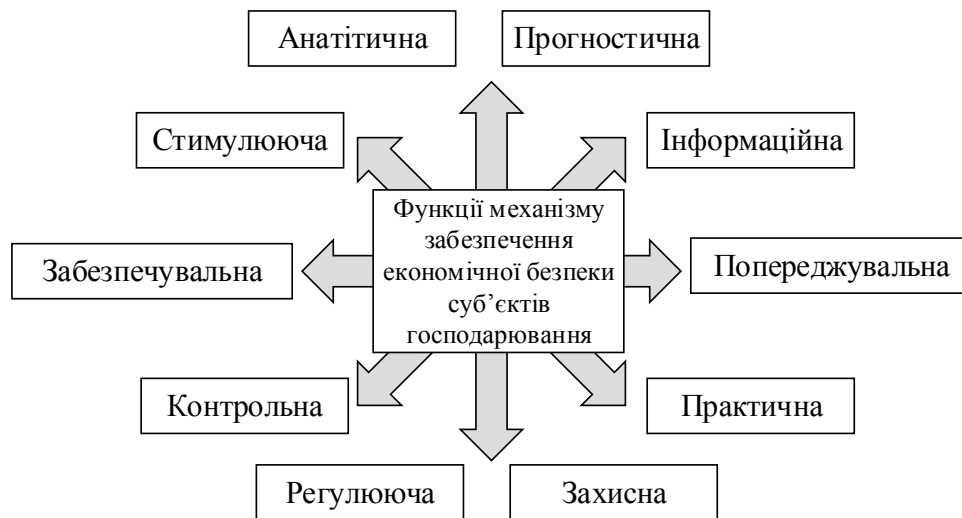 Анатітична
Прогностична
Стимулююча
Інформаційна
Функції механізму
забезпечення
економічної безпеки
суб’єктів
господарювання
Забезпечувальна
Попереджувальна
Контрольна
Практична
Регулююча
Захисна